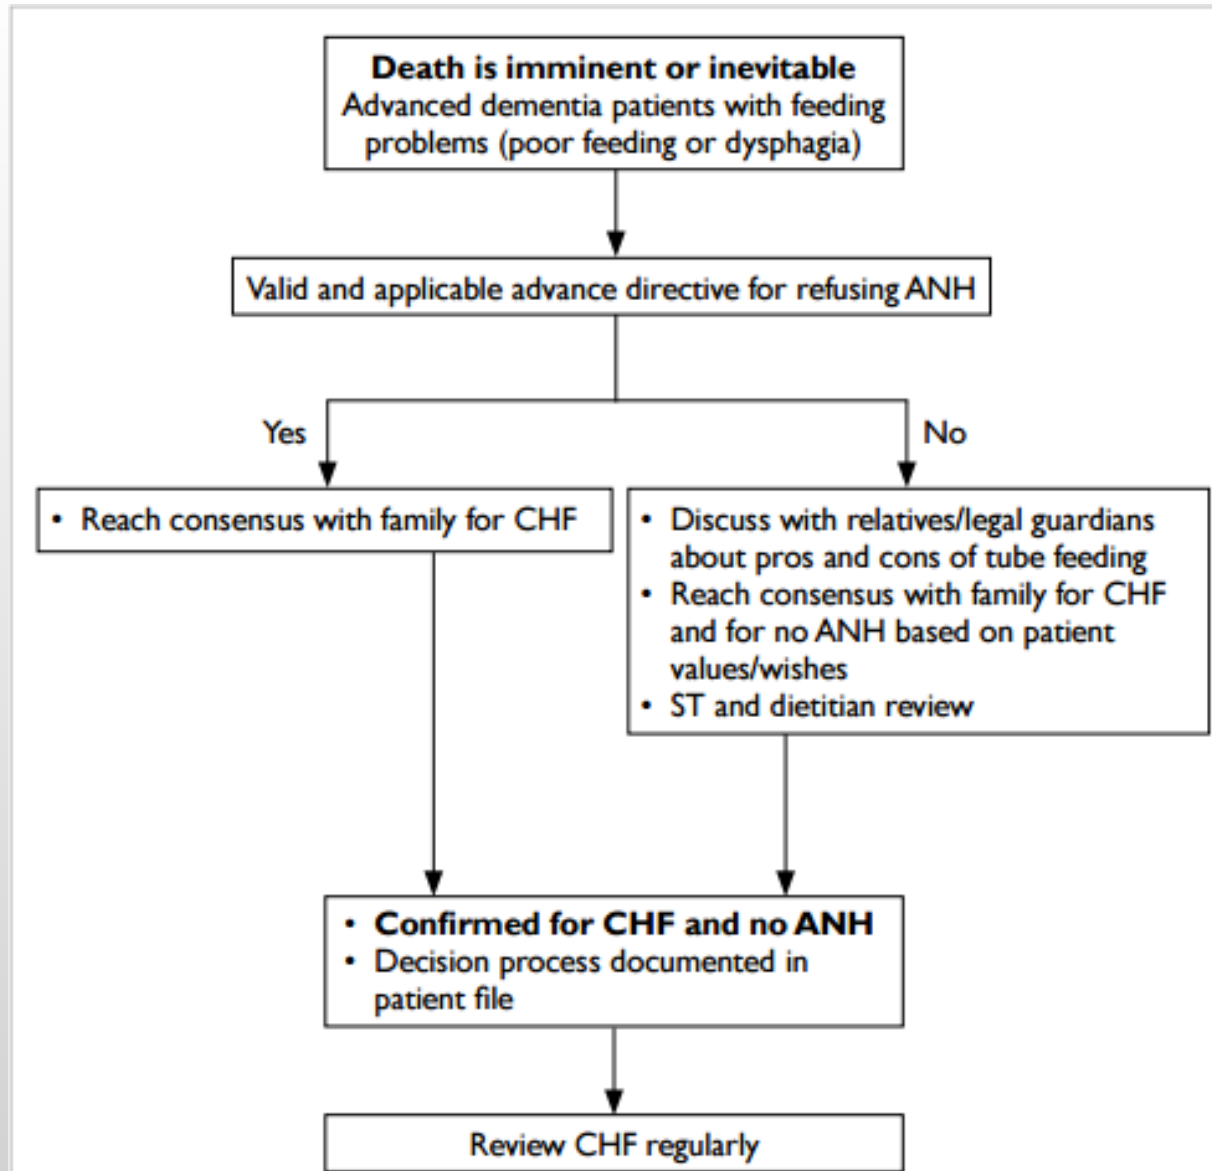 Death is imminent or inevitable
Advanced dementia patients with feeding
problems (poor feeding or dysphagia)
Valid and applicable advance directive for refusing ANH
Yes
No
• Reach consensus with family for CHF
• Discuss with relatives/legal guardians
about pros and cons of tube feeding
• Reach consensus with family for CHF
and for no ANH based on patient
values/wishes
• ST and dietitian review
• Confirmed for CHF and no ANH
• Decision process documented in
patient file
Review CHF regularly